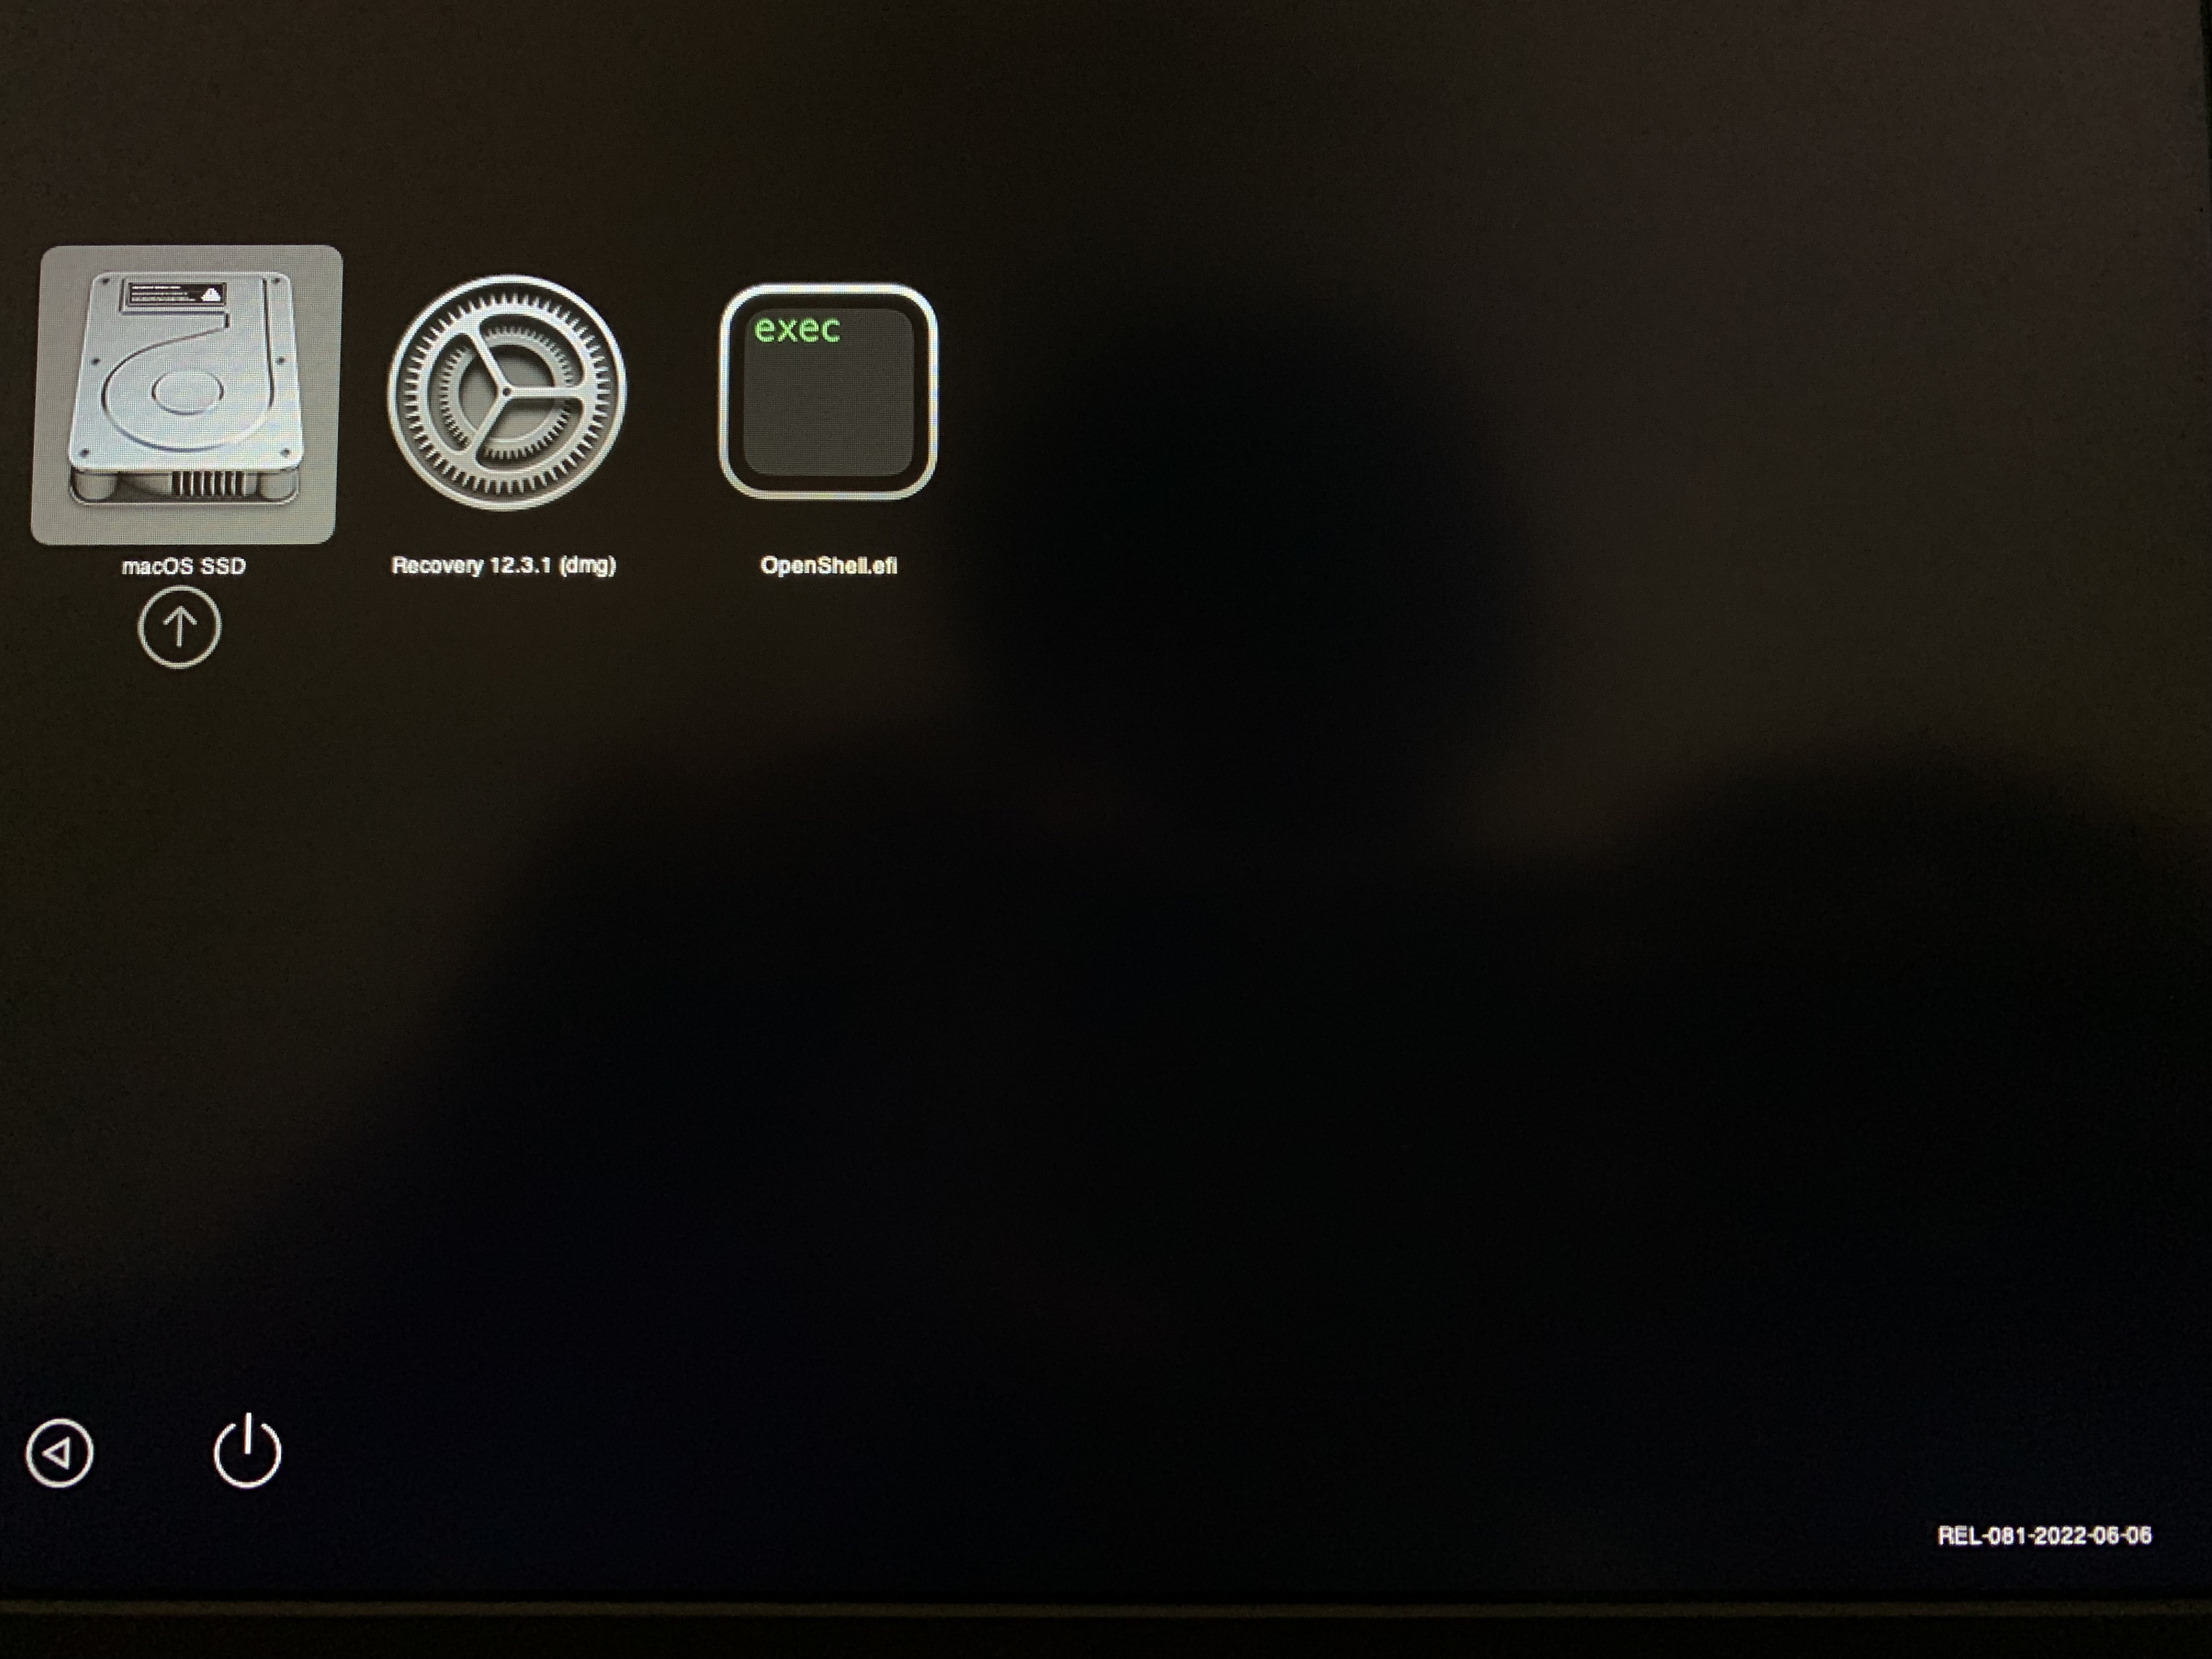 exec
macOS SSD
Recovery 12.3.1 (dmg)
OpenShell.efi
REL-081-2022-06-06